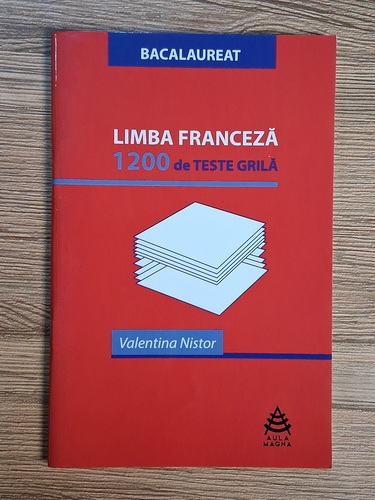 BACALAUREAT
LIMBA FRANCEZĂ
1200 de TESTE GRILĂ
Valentina Nistor
AULA
MAGNA